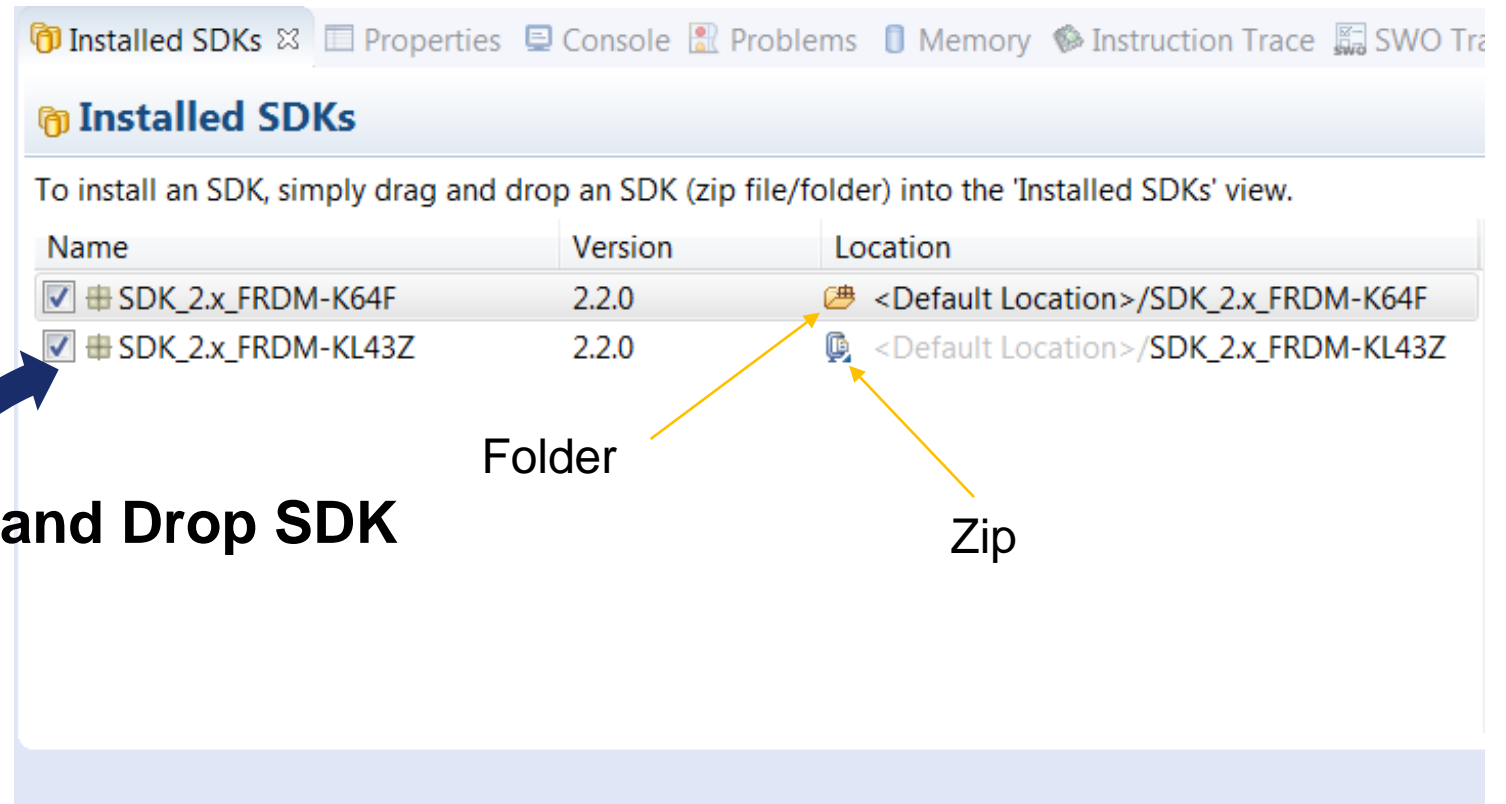 Installed SDKs Properties Console Problems Memory Instruction Trace SWO Tra
Installed SDKs
To install an SDK, simply drag and drop an SDK (zip file/folder) into the 'Installed SDKs' view.
Name Version Location
SDK_2.x_FRDM-K64F 2.2.0 <Default Location>/SDK_2.x_FRDM-K64F
SDK_2.x_FRDM-KL43Z 2.2.0 <Default Location>/SDK_2.x_FRDM-KL43Z
Folder
and Drop SDK
Zip